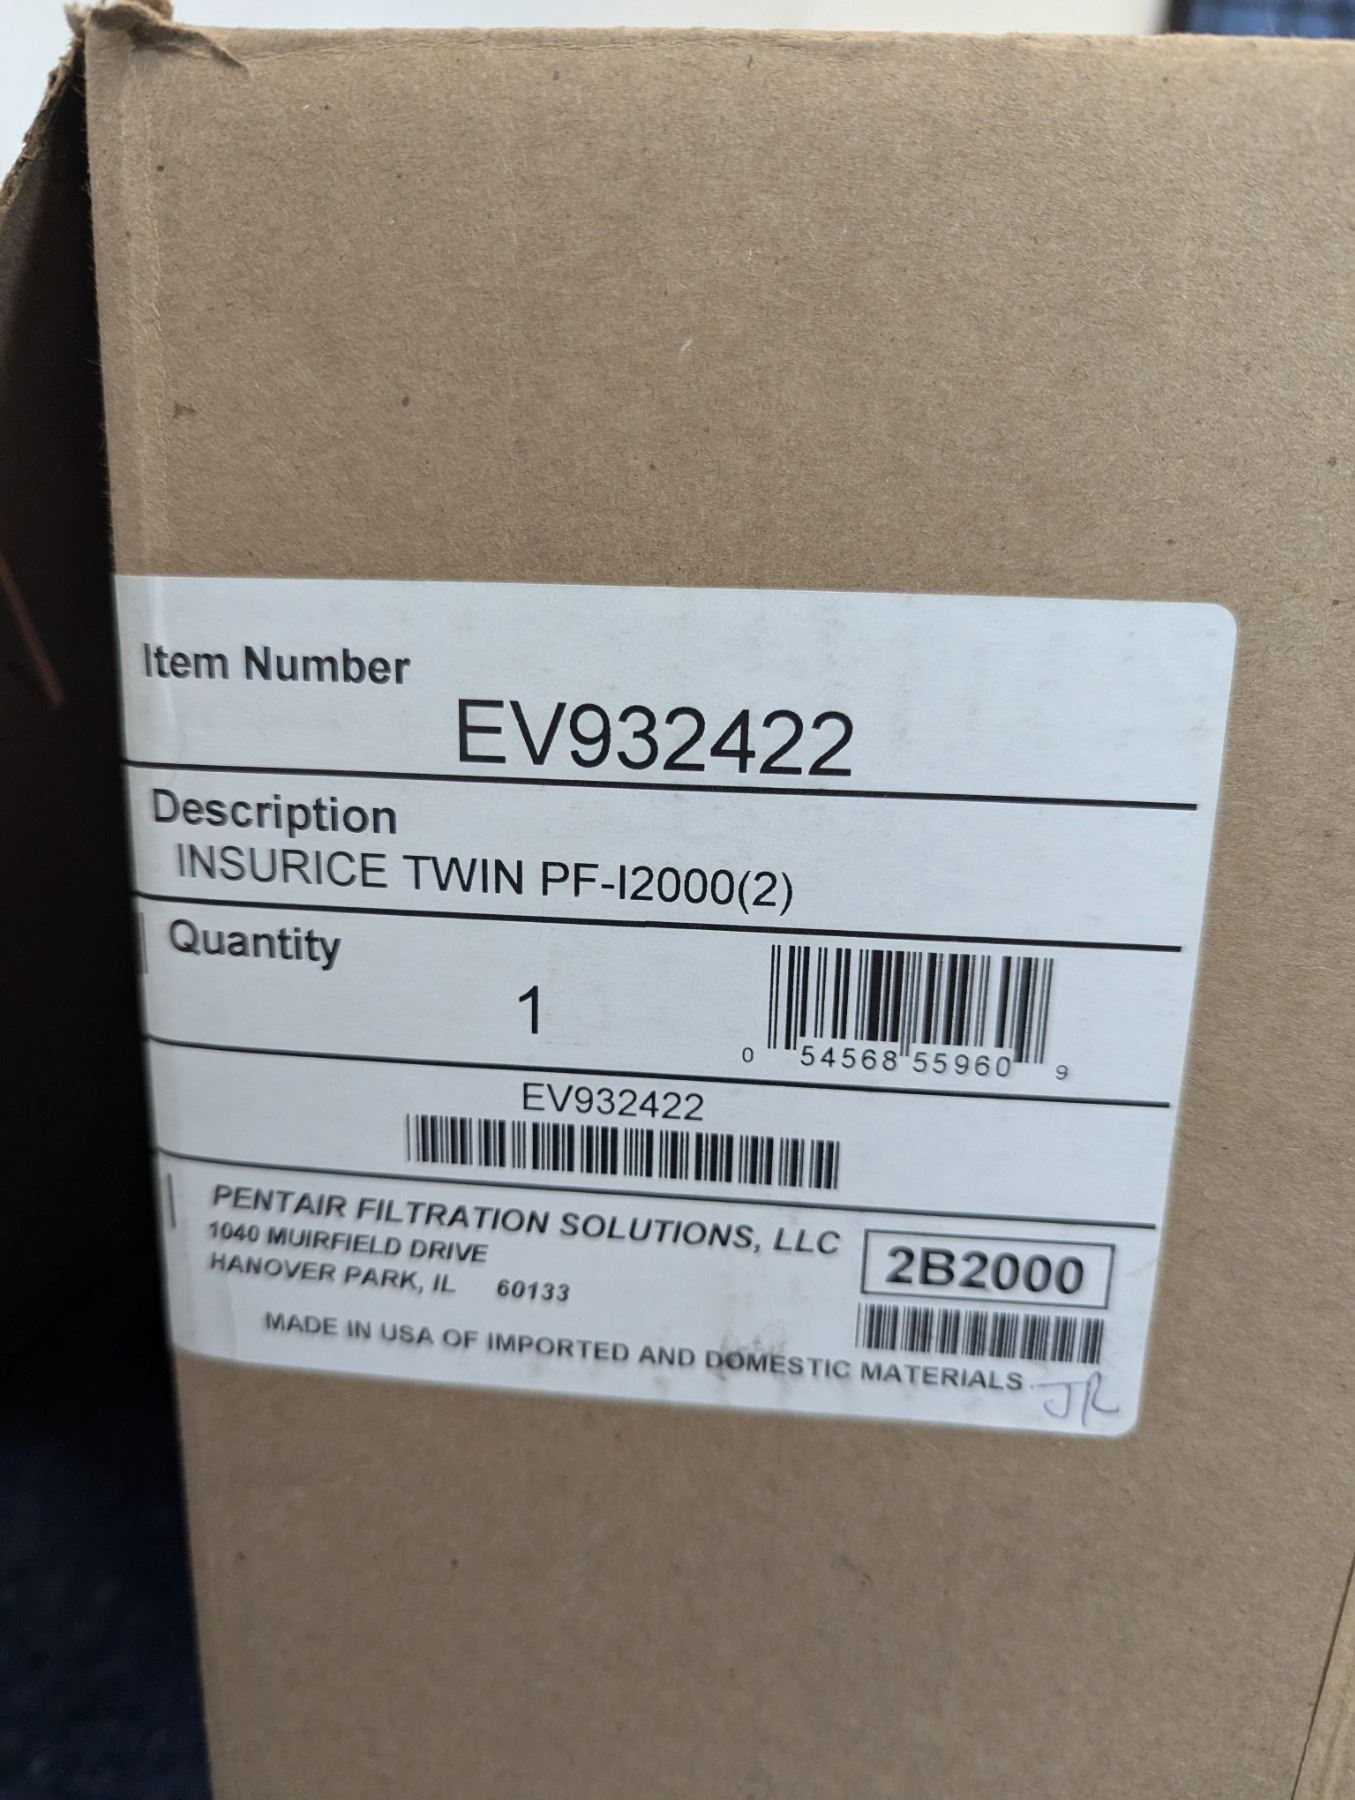 Item Number
EV932422
Description
INSURICE TWIN PF-I2000(2)
Quantity
1
0 54568 55960 9
EV932422
PENTAIR FILTRATION SOLUTIONS, LLC
1040 MUIRFIELD DRIVE
HANOVER PARK, IL 60133
2B2000
MADE IN USA OF IMPORTED AND DOMESTIC MATERIALS
JR